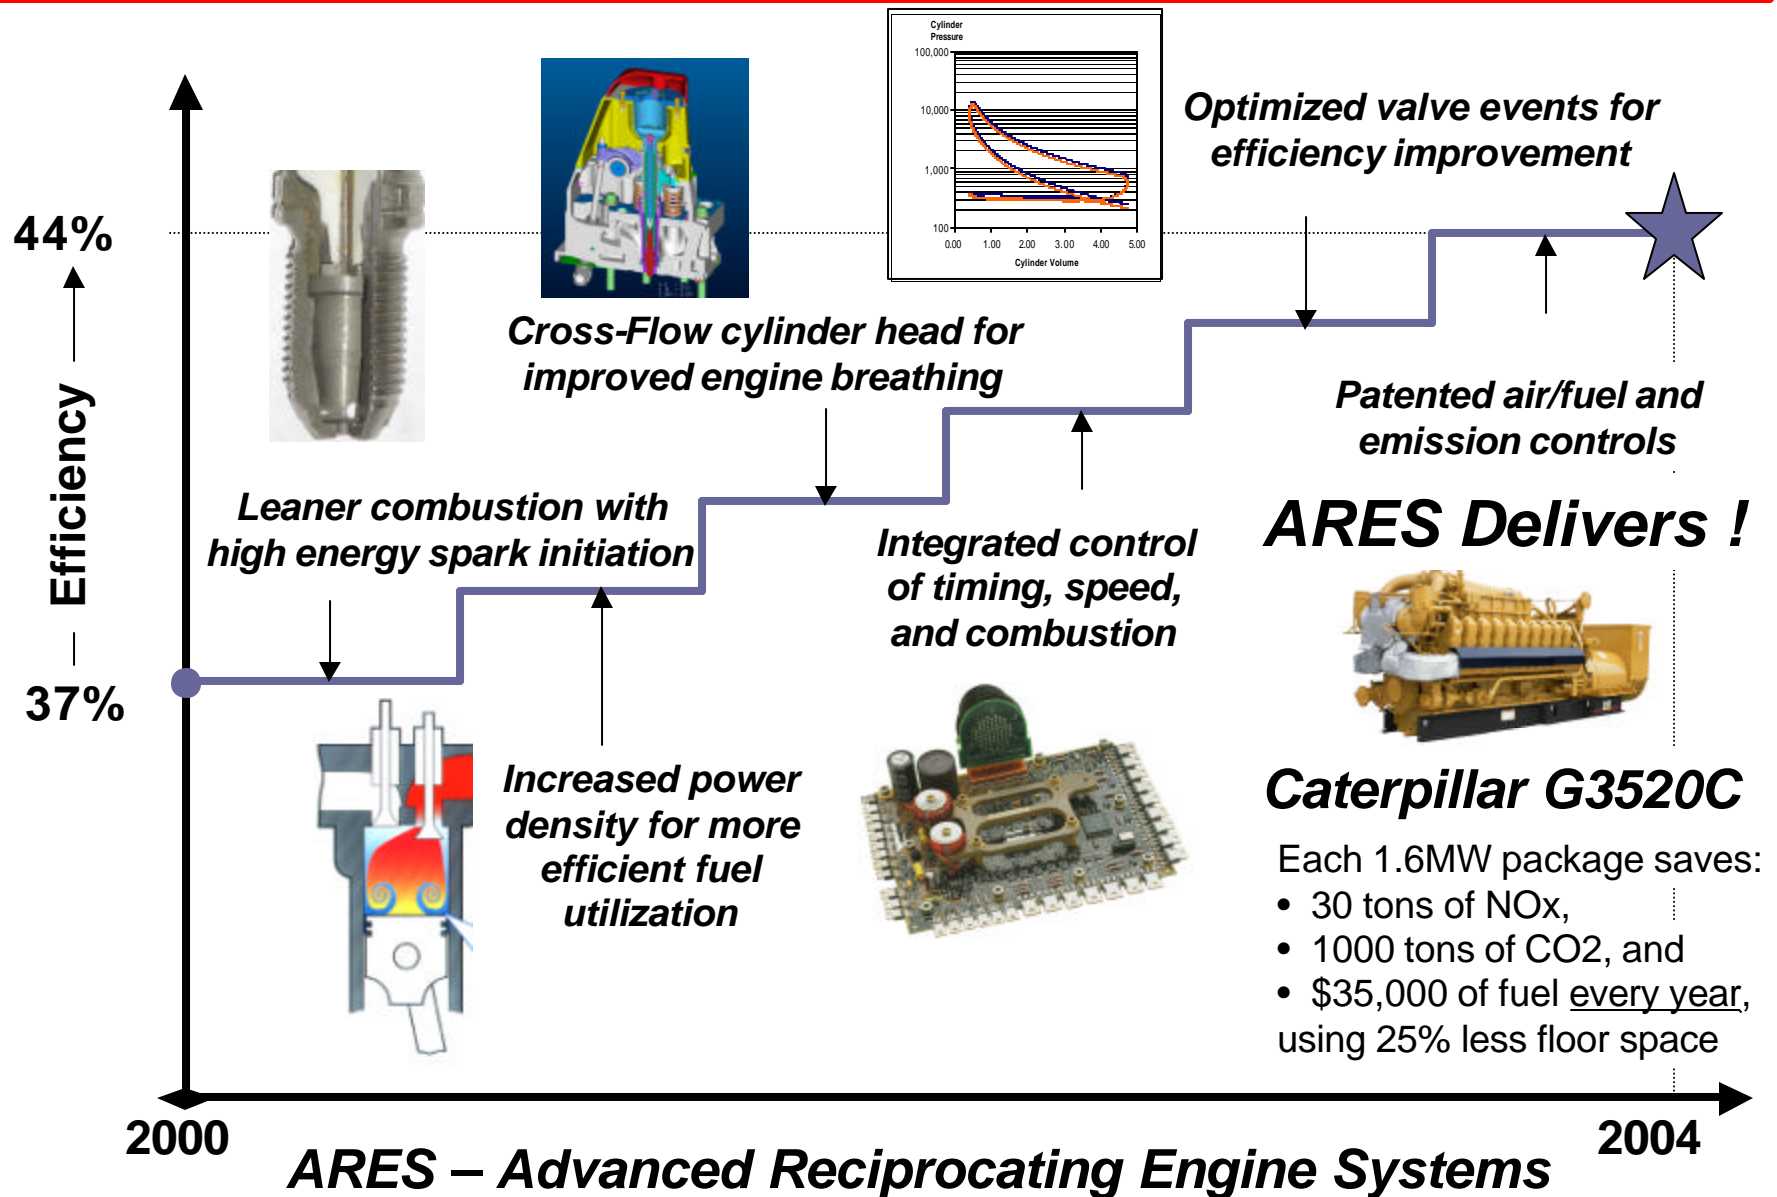 Cylinder
Pressure
100,000
10,000
1,000
100
0.00 1.00 2.00 3.00 4.00 5.00
Cylinder Volume
Optimized valve events for
efficiency improvement
44%
Efficiency
37%
Cross-Flow cylinder head for
improved engine breathing
Patented air/fuel and
emission controls
Leaner combustion with
high energy spark initiation
Integrated control
of timing, speed,
and combustion
ARES Delivers !
Increased power
density for more
efficient fuel
utilization
Caterpillar G3520C
Each 1.6MW package saves:
• 30 tons of NOx,
• 1000 tons of CO2, and
• $35,000 of fuel every year,
using 25% less floor space
2000
2004
ARES – Advanced Reciprocating Engine Systems